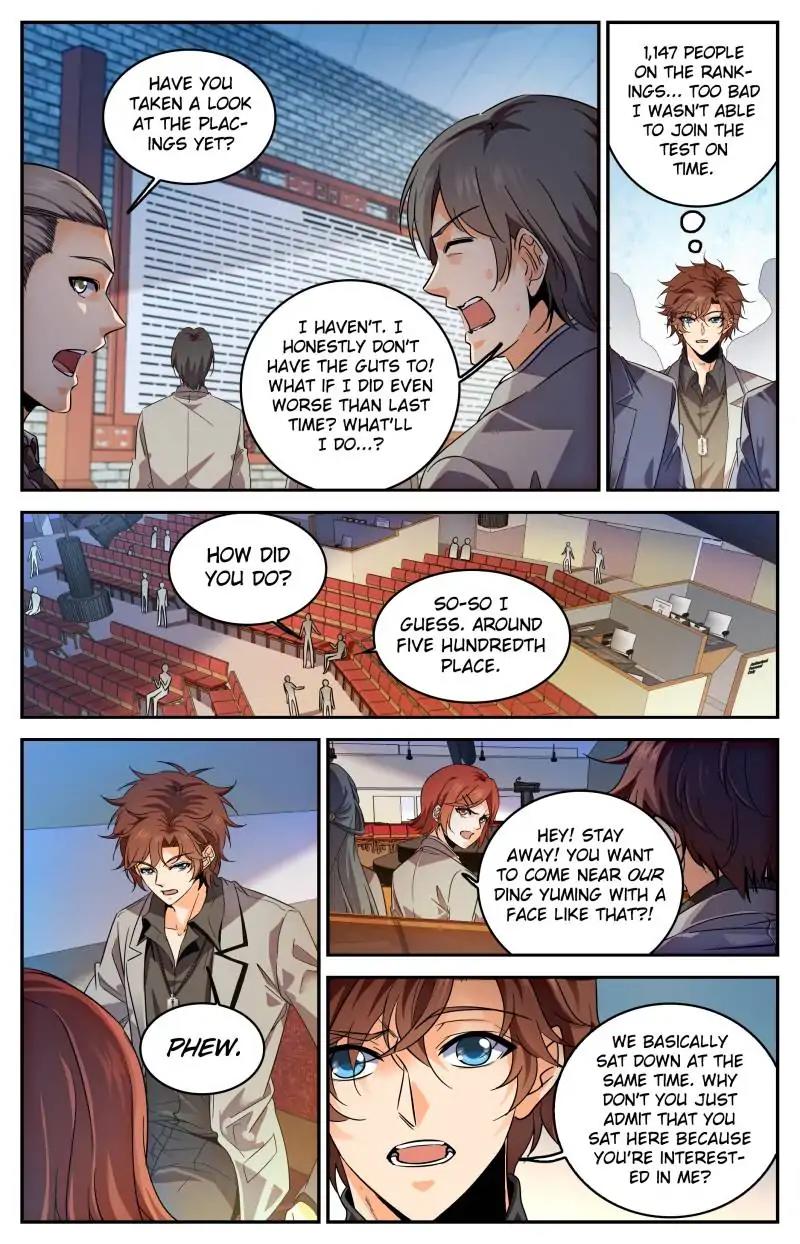 HAVE YOU
TAKEN A LOOK
AT THE PLAC-
INGS YET?
I HAVEN'T. I
HONESTLY DON'T
HAVE THE GUTS TO!
WHAT IF I DID EVEN
WORSE THAN LAST
TIME? WHAT'LL
I DO...?
1,147 PEOPLE
ON THE RANK-
INGS... TOO BAD
I WASN'T ABLE
TO JOIN THE
TEST ON
TIME.
HOW DID
YOU DO?
SO-SO I
GUESS. AROUND
FIVE HUNDREDTH
PLACE.
PHEW.
HEY! STAY
AWAY! YOU WANT
TO COME NEAR OUR
DING YUMING WITH A
FACE LIKE THAT?!
WE BASICALLY
SAT DOWN AT THE
SAME TIME. WHY
DON'T YOU JUST
ADMIT THAT YOU
SAT HERE BECAUSE
YOU'RE INTEREST-
ED IN ME?